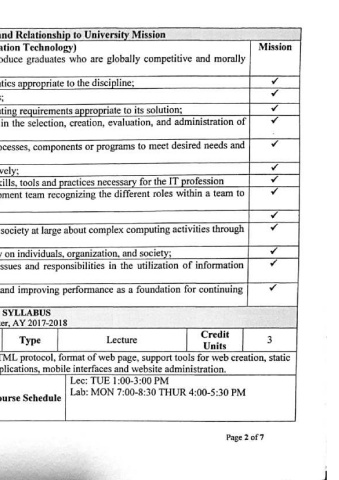 and Relationship to University Mission
ation Technology) Mission
oduce graduates who are globally competitive and morally
atics appropriate to the discipline; ✓
s; ✓
ting requirements appropriate to its solution; ✓
in the selection, creation, evaluation, and administration of ✓
ocesses, components or programs to meet desired needs and ✓
vely; ✓
kills, tools and practices necessary for the IT profession ✓
pment team recognizing the different roles within a team to ✓
✓
society at large about complex computing activities through ✓
y on individuals, organization, and society; ✓
ssues and responsibilities in the utilization of information ✓
and improving performance as a foundation for continuing ✓
SYLLABUS
ter, AY 2017-2018
Type Lecture Credit Units 3
TML protocol, format of web page, support tools for web creation, static
plications, mobile interfaces and website administration.
ourse Schedule Lec: TUE 1:00-3:00 PM
Lab: MON 7:00-8:30 THUR 4:00-5:30 PM
Page 2 of 7